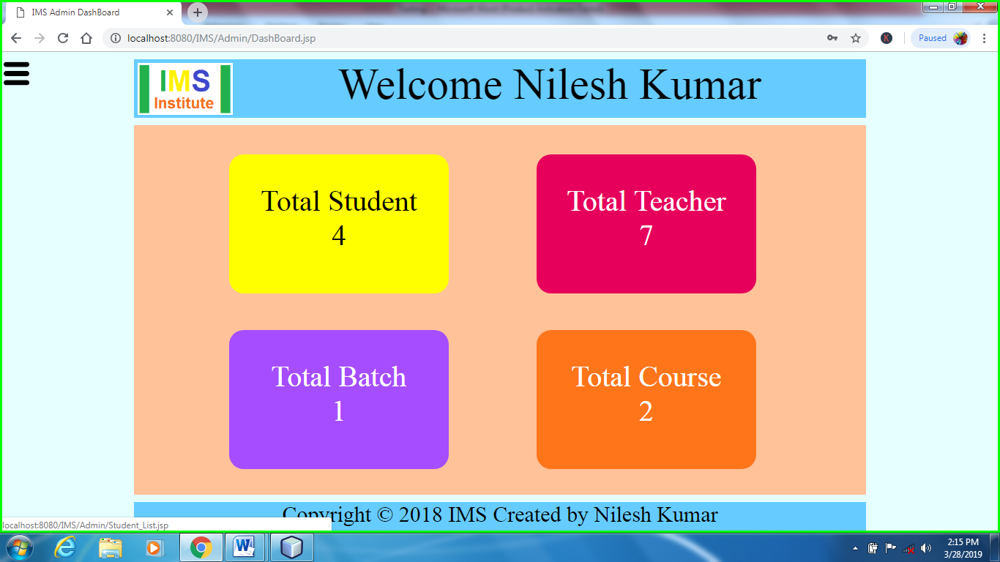 IMS Admin DashBoard
localhost:8080/IMS/Admin/DashBoard.jsp
K
Paused
IMS
Institute
Welcome Nilesh Kumar
Total Student
4
Total Teacher
7
Total Batch
1
Total Course
2
Copyright © 2018 IMS Created by Nilesh Kumar
localhost:8080/IMS/Admin/Student_List.jsp
W
2:15 PM
3/28/2019